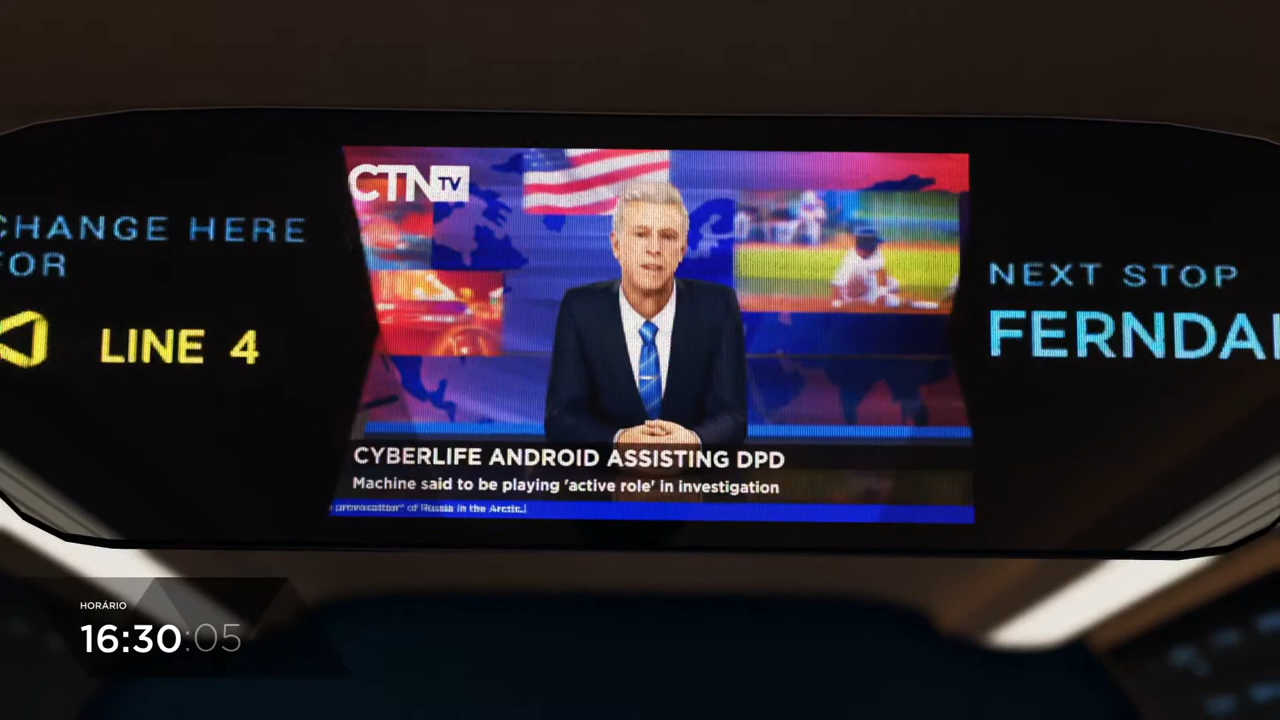 CHANGE HERE
FOR
LINE 4
CTN TV
CYBERLIFE ANDROID ASSISTING DPD
Machine said to be playing 'active role' in investigation
provocation" of Russia in the Arctic.
NEXT STOP
FERNDAL
HORÁRIO
16:30:05